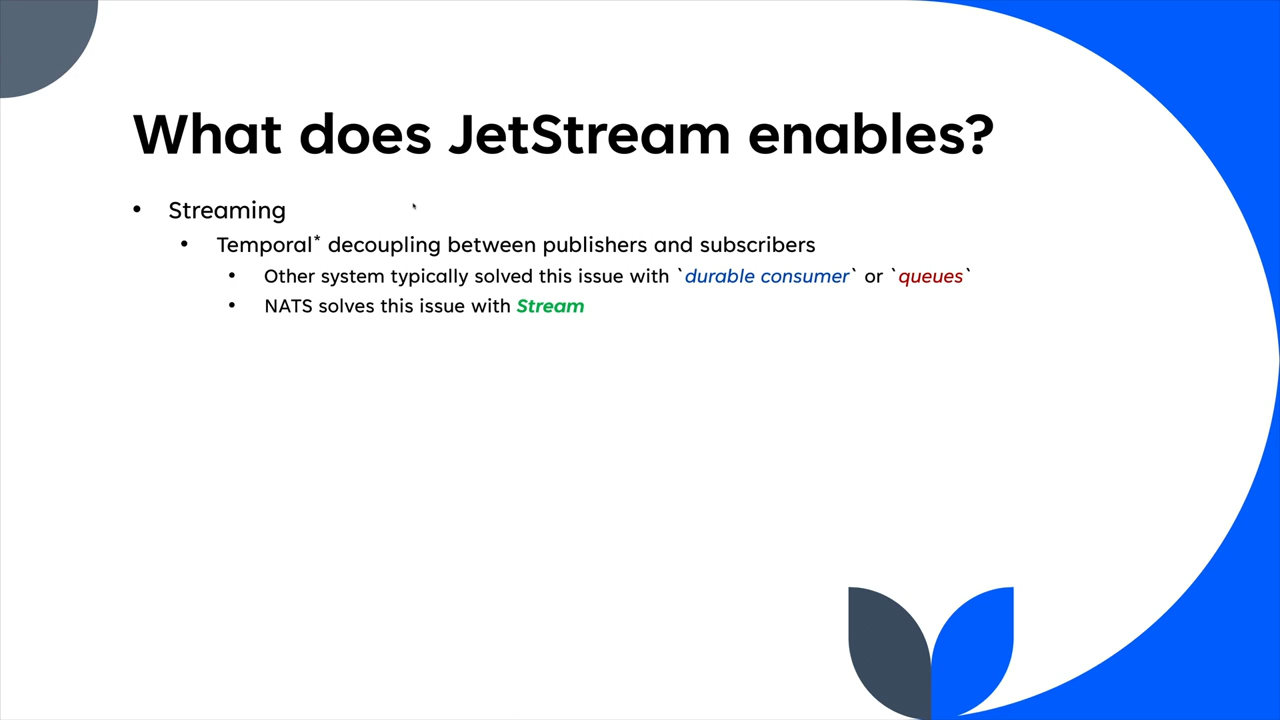 What does JetStream enables?
• Streaming
• Temporal* decoupling between publishers and subscribers
• Other system typically solved this issue with `durable consumer` or `queues`
• NATS solves this issue with Stream